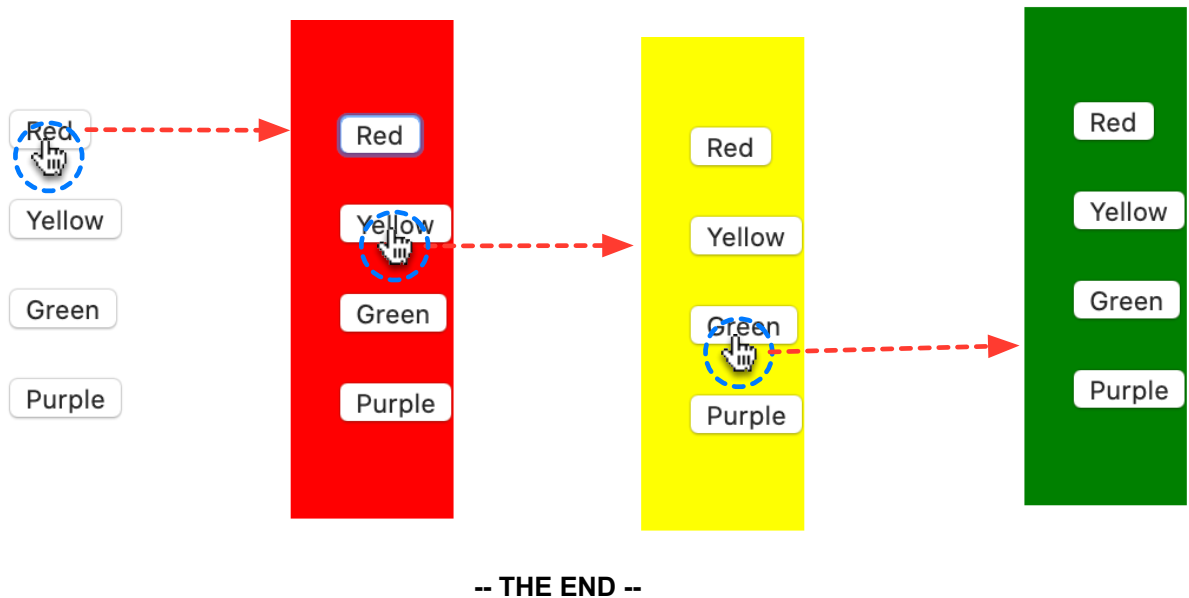 Red
Yellow
Green
Purple
Red
Yellow
Green
Purple
Red
Yellow
Green
Purple
Red
Yellow
Green
Purple
-- THE END --